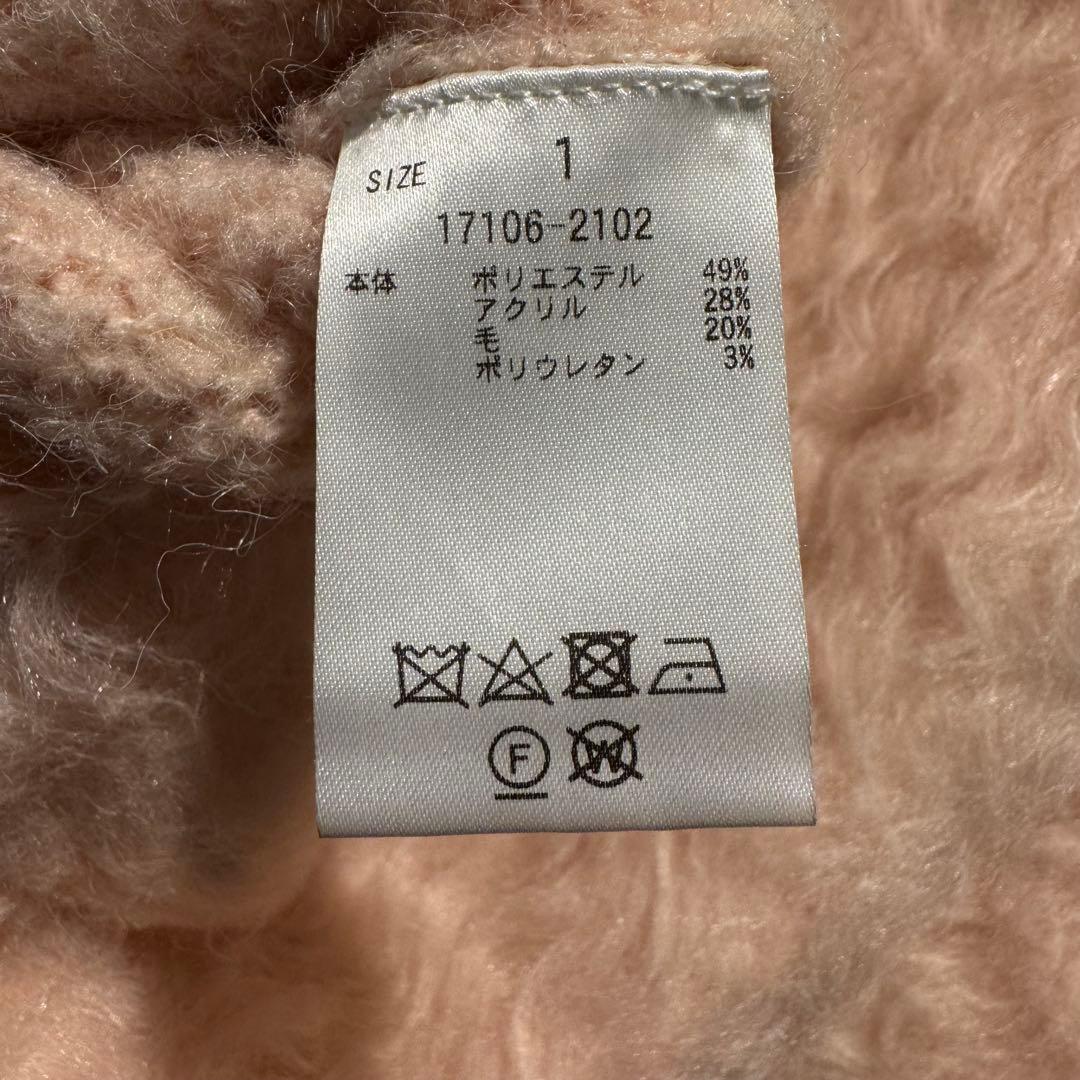 SIZE 1
17106-2102
本体 ポリエステル 49%
アクリル 28%
毛 20%
ポリウレタン 3%
F W